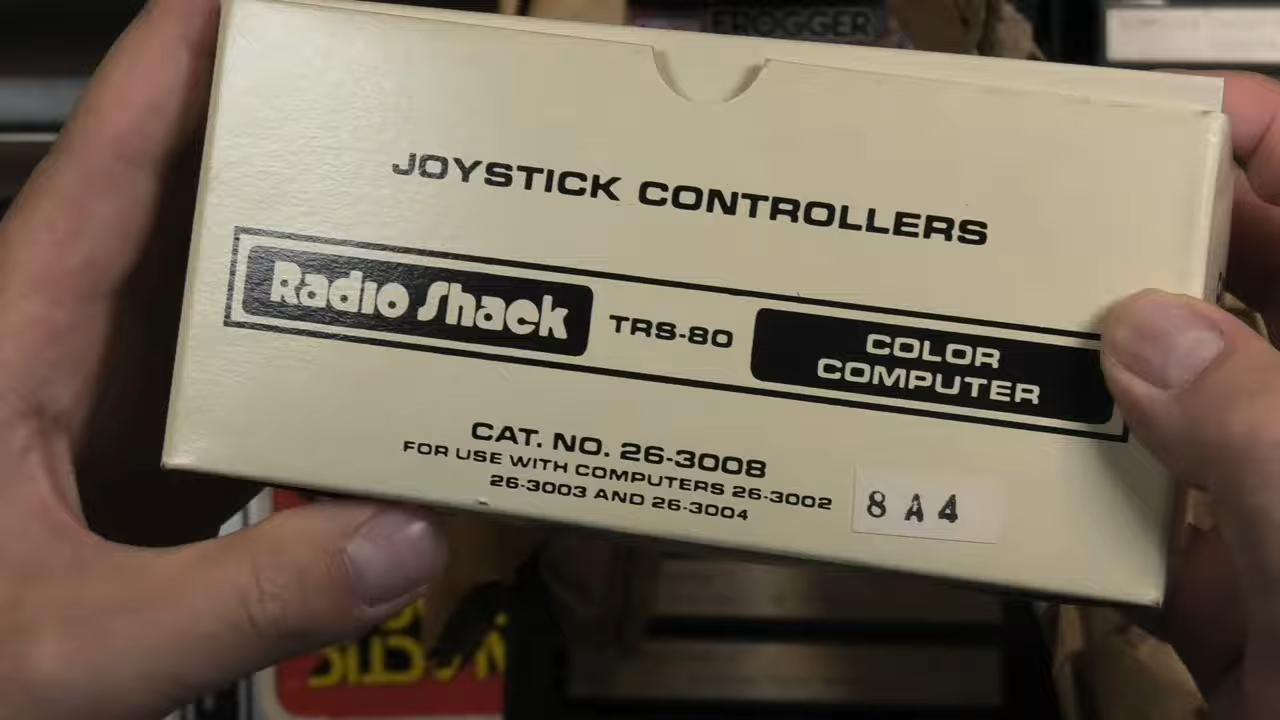 FROGGER
JOYSTICK CONTROLLERS
Radio Shack TRS-80 COLOR COMPUTER
CAT. NO. 26-3008
FOR USE WITH COMPUTERS 26-3002
26-3003 AND 26-3004
8 A 4